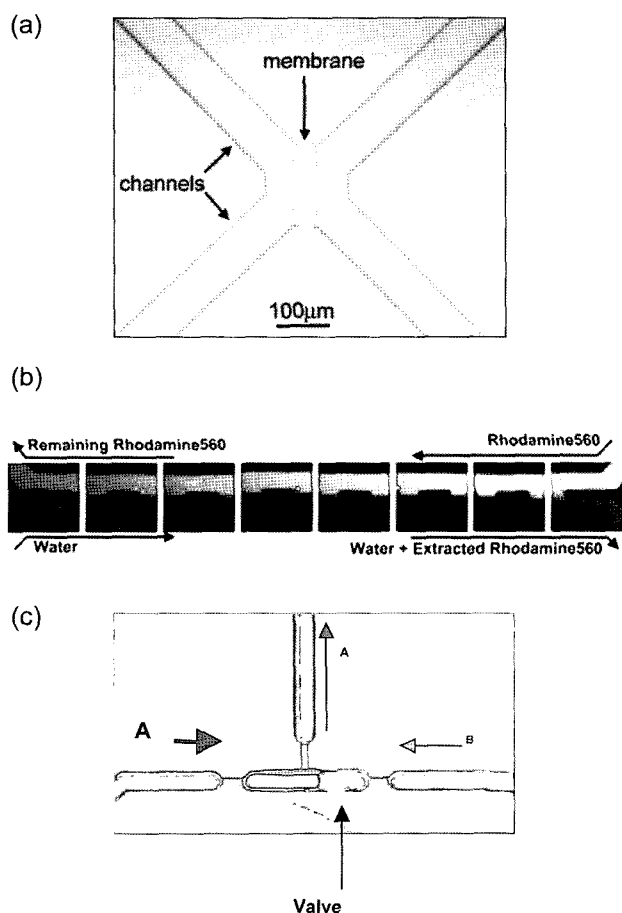 (a)
membrane
channels
100μm
(b)
Remaining Rhodamine560
Rhodamine560
Water
Water + Extracted Rhodamine560
(c)
A
A
B
Valve